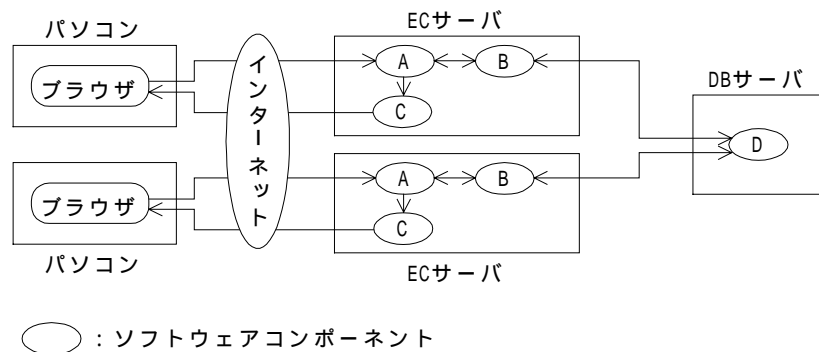 パソコン
ブラウザ
インターネット
ECサーバ
A
B
C
DBサーバ
D
ブラウザ
パソコン
A
B
C
ECサーバ
：ソフトウェアコンポーネント